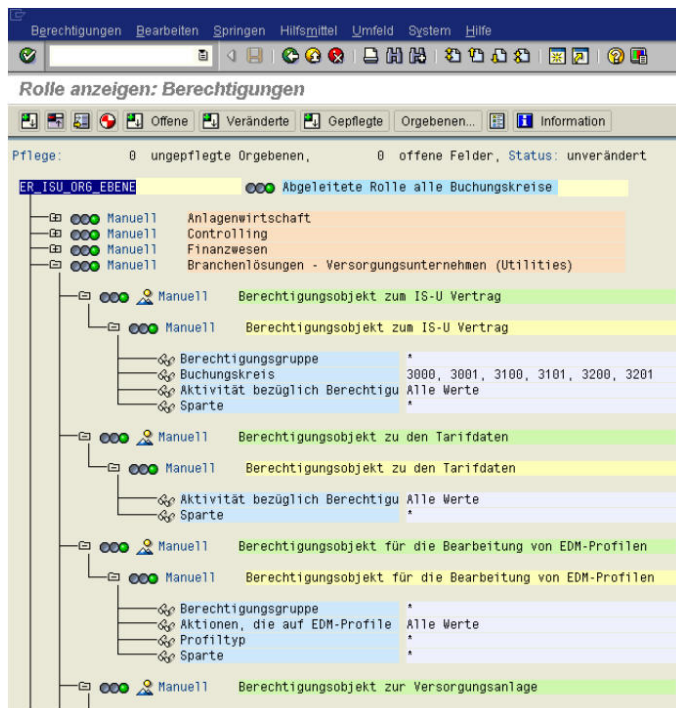 Berechtigungen Bearbeiten Springen Hilfsmittel Umfeld System Hilfe
Rolle anzeigen: Berechtigungen
Offene Veränderte Gepflegte Orgebenen... Information
Pflege: 0 ungepflegte Orgebenen, 0 offene Felder, Status: unverändert
ER_ISU_ORG_EBENE Abgeleitete Rolle alle Buchungskreise
Manuell Anlagenwirtschaft
Manuell Controlling
Manuell Finanzwesen
Manuell Branchenlösungen - Versorgungsunternehmen (Utilities)
Manuell Berechtigungsobjekt zum IS-U Vertrag
Manuell Berechtigungsobjekt zum IS-U Vertrag
Berechtigungsgruppe *
Buchungskreis 3000, 3001, 3100, 3101, 3200, 3201
Aktivität bezüglich Berechtigu Alle Werte
Sparte *
Manuell Berechtigungsobjekt zu den Tarifdaten
Manuell Berechtigungsobjekt zu den Tarifdaten
Aktivität bezüglich Berechtigu Alle Werte
Sparte *
Manuell Berechtigungsobjekt für die Bearbeitung von EDM-Profilen
Manuell Berechtigungsobjekt für die Bearbeitung von EDM-Profilen
Berechtigungsgruppe *
Aktionen, die auf EDM-Profile Alle Werte
Profiltyp *
Sparte *
Manuell Berechtigungsobjekt zur Versorgungsanlage